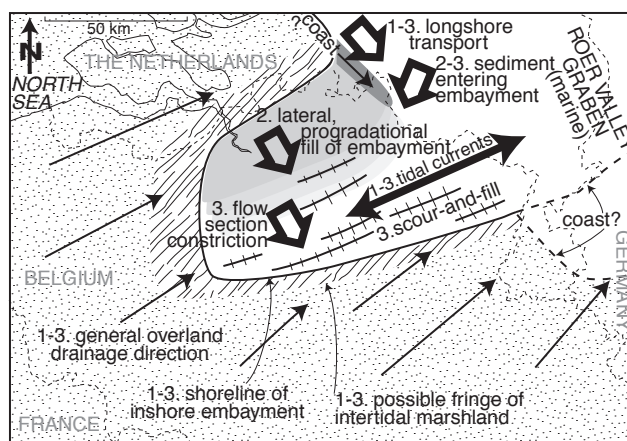 50 km
N
NORTH
SEA
THE NETHERLANDS
?coast
1-3. longshore
transport
2-3. sediment
entering
embayment
ROER VALLEY
GRABEN
(marine)
2. lateral,
progradational
fill of embayment
1-3.tidal currents
3. flow
section
constriction
3.scour-and-fill
coast?
GERMANY
BELGIUM
1-3. general overland
drainage direction
1-3. shoreline of
inshore embayment
1-3. possible fringe of
intertidal marshland
FRANCE